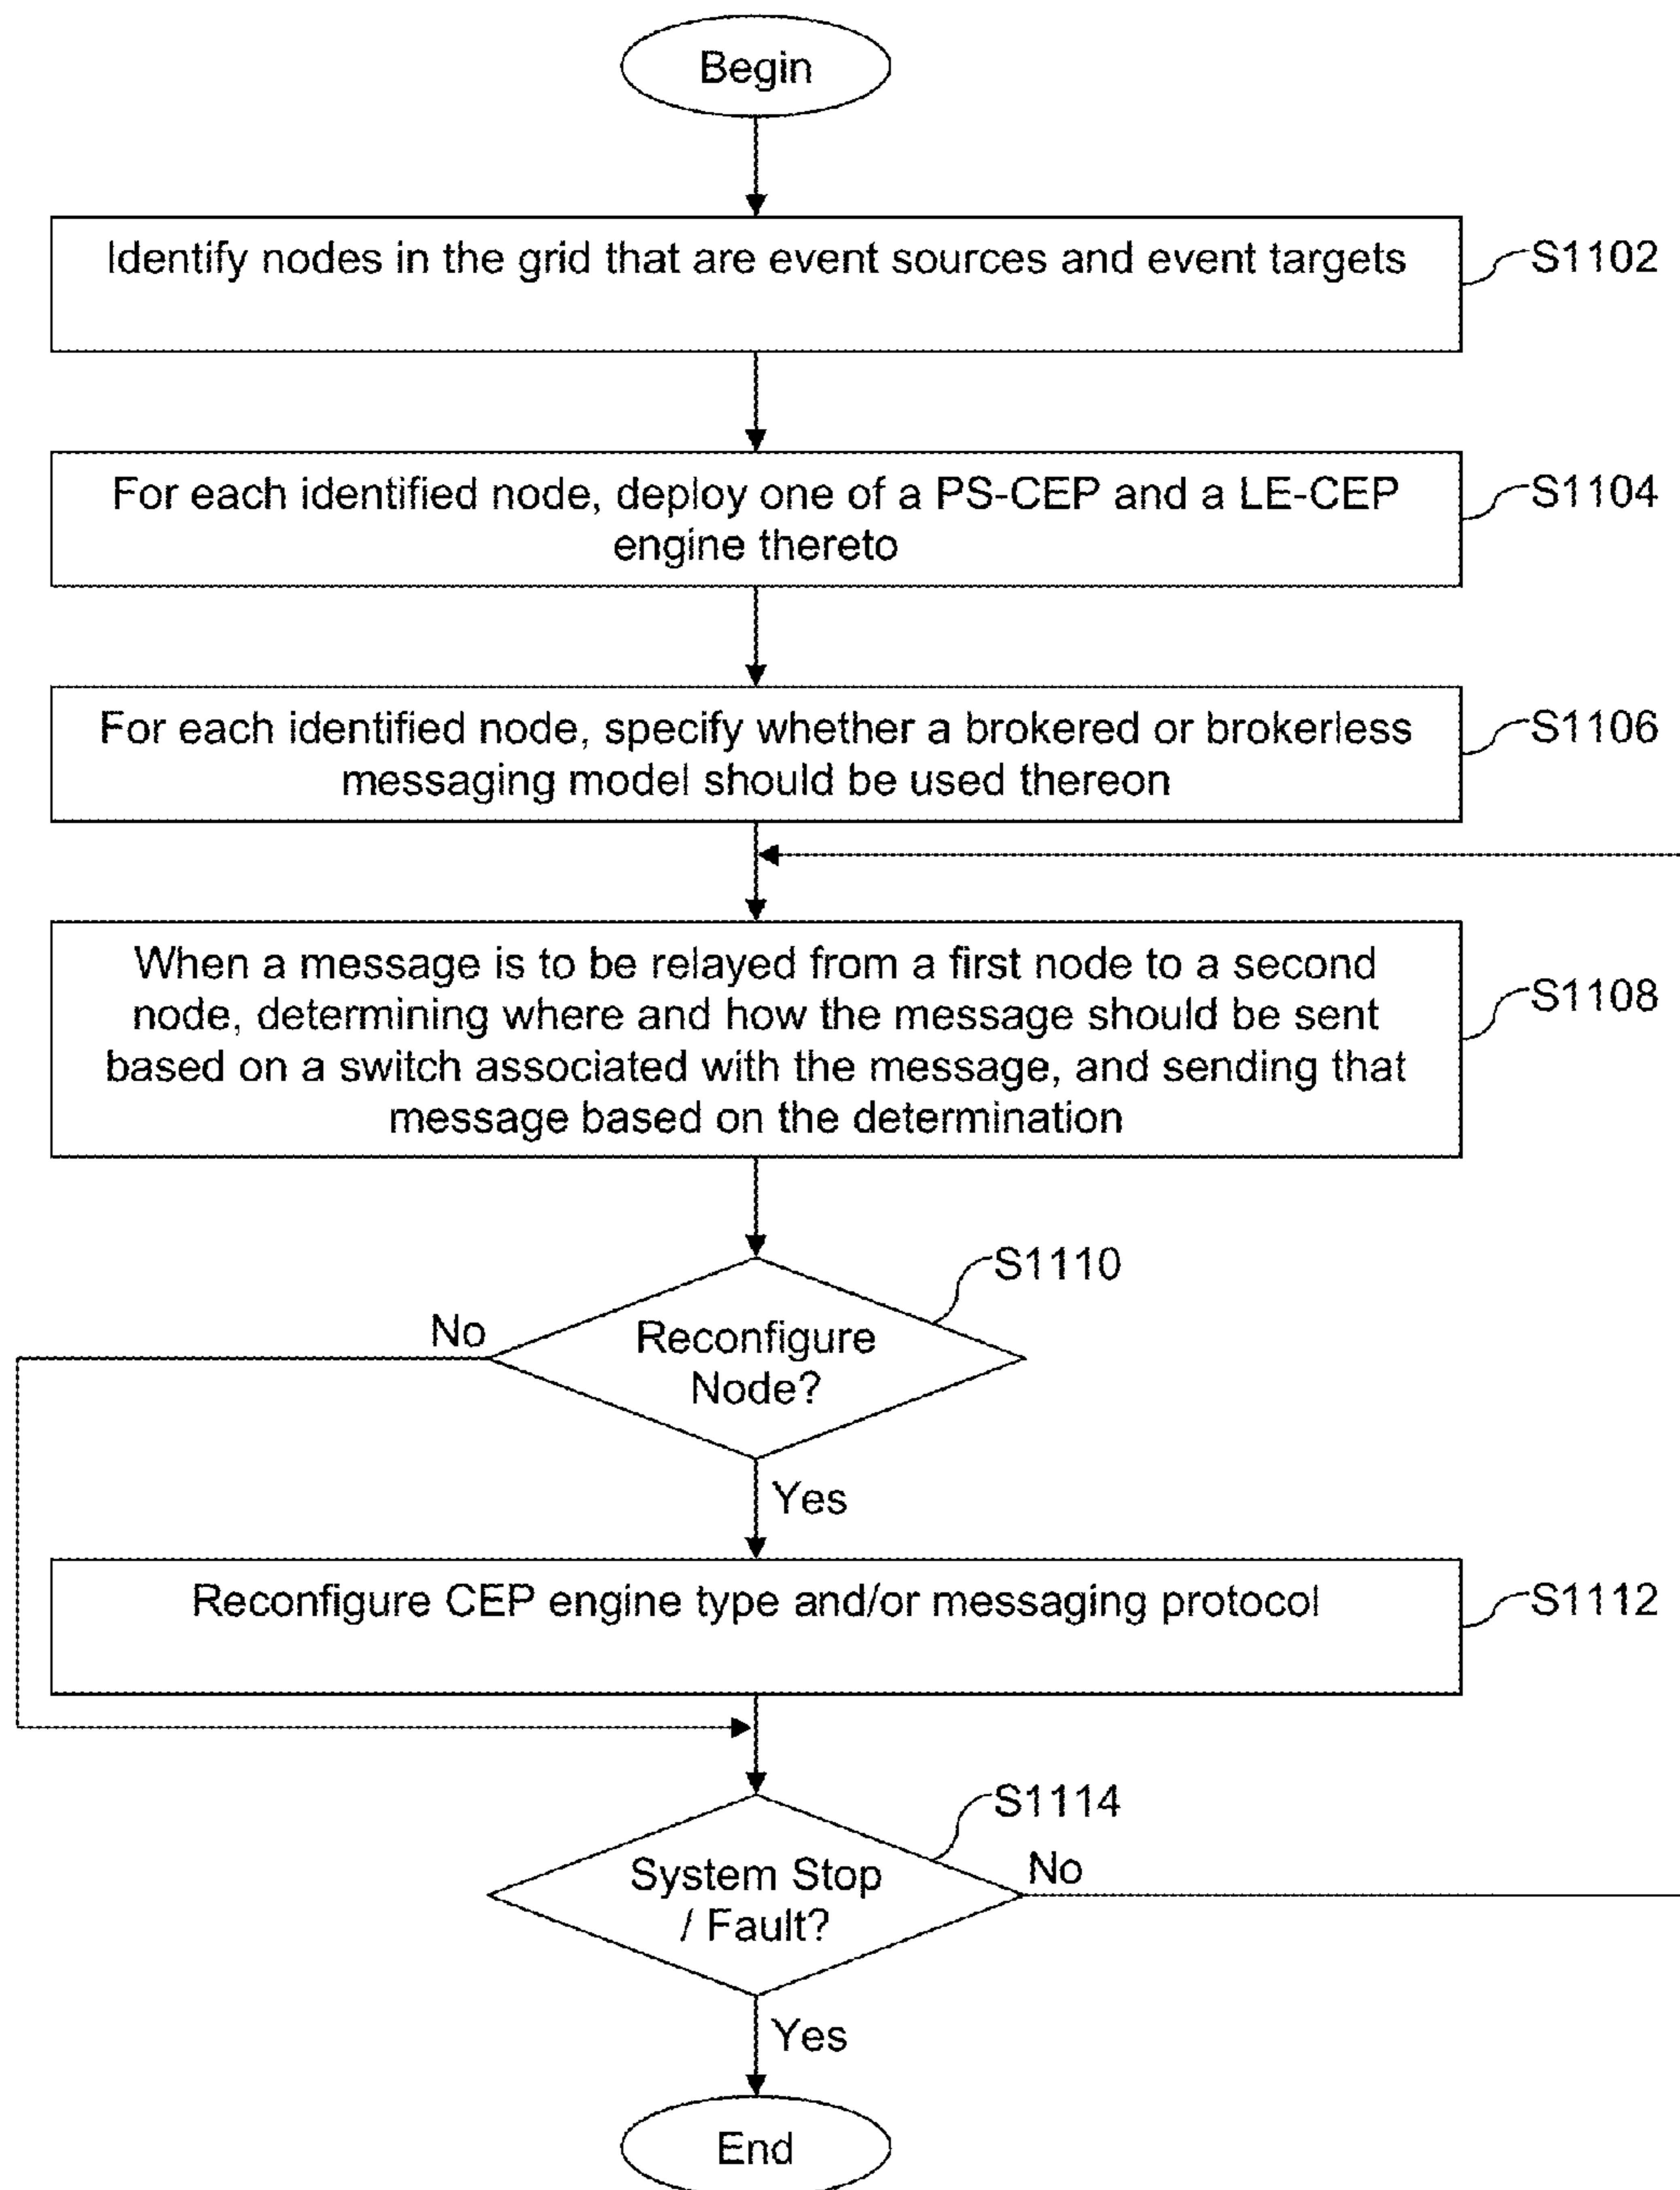 Begin
Identify nodes in the grid that are event sources and event targets
S1102
For each identified node, deploy one of a PS-CEP and a LE-CEP
engine thereto
S1104
For each identified node, specify whether a brokered or brokerless
messaging model should be used thereon
S1106
When a message is to be relayed from a first node to a second
node, determining where and how the message should be sent
based on a switch associated with the message, and sending that
message based on the determination
S1108
S1110
No
Reconfigure
Node?
Yes
Reconfigure CEP engine type and/or messaging protocol
S1112
S1114
System Stop
/ Fault?
No
Yes
End